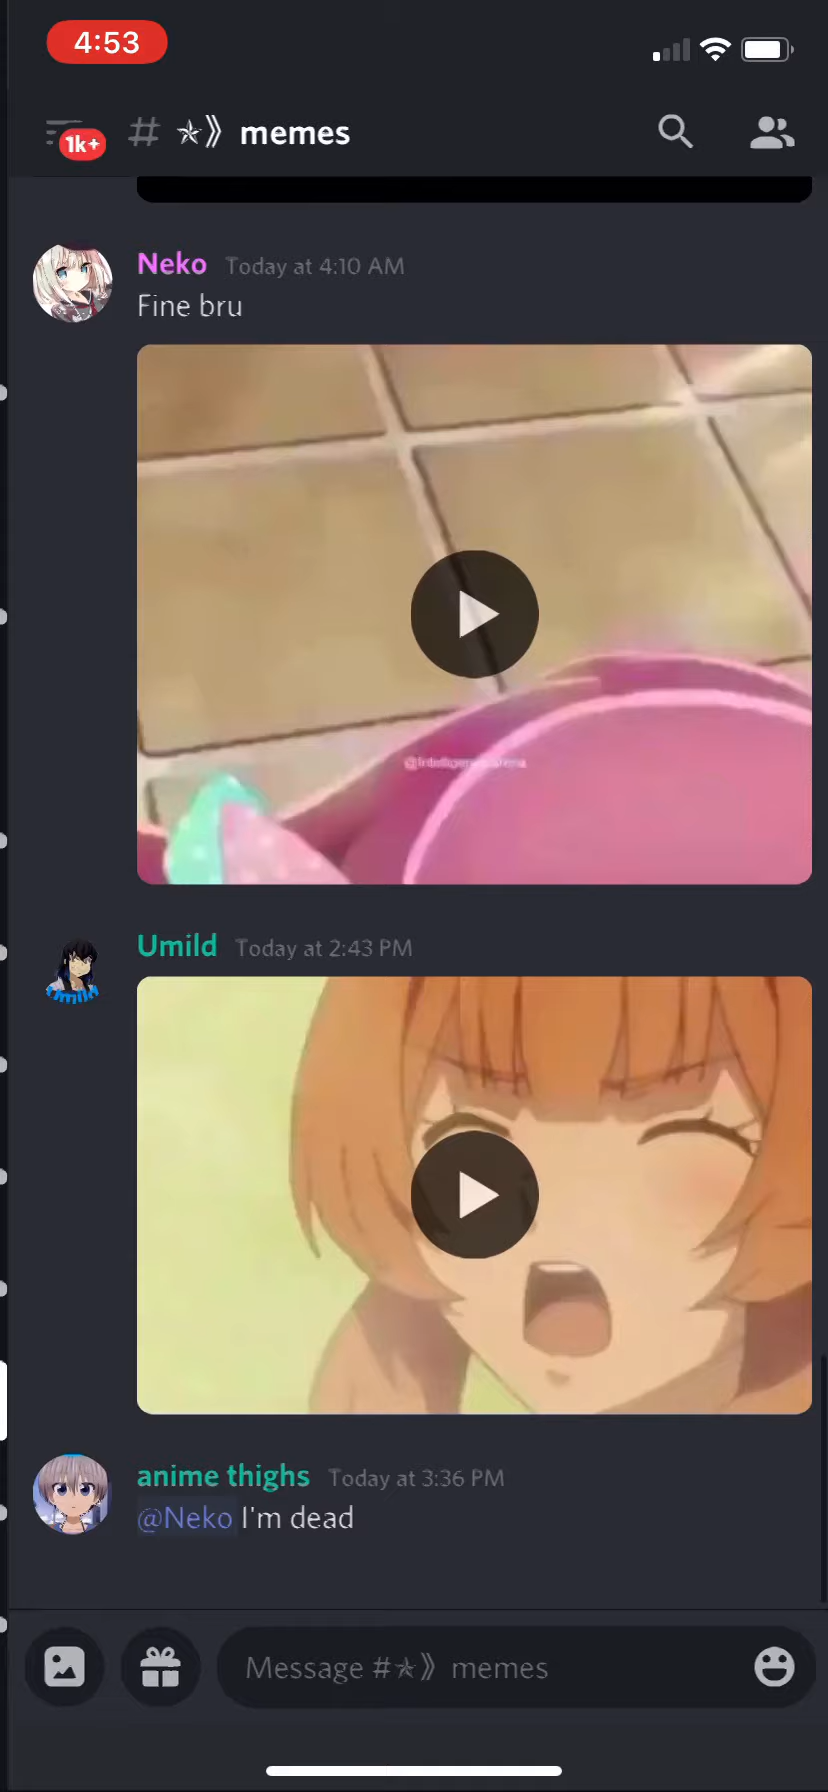 4:53
1k+
# ✯》 memes
Neko Today at 4:10 AM
Fine bru
Umild Today at 2:43 PM
Umild
anime thighs Today at 3:36 PM
@Neko I'm dead
Message #✯》 memes